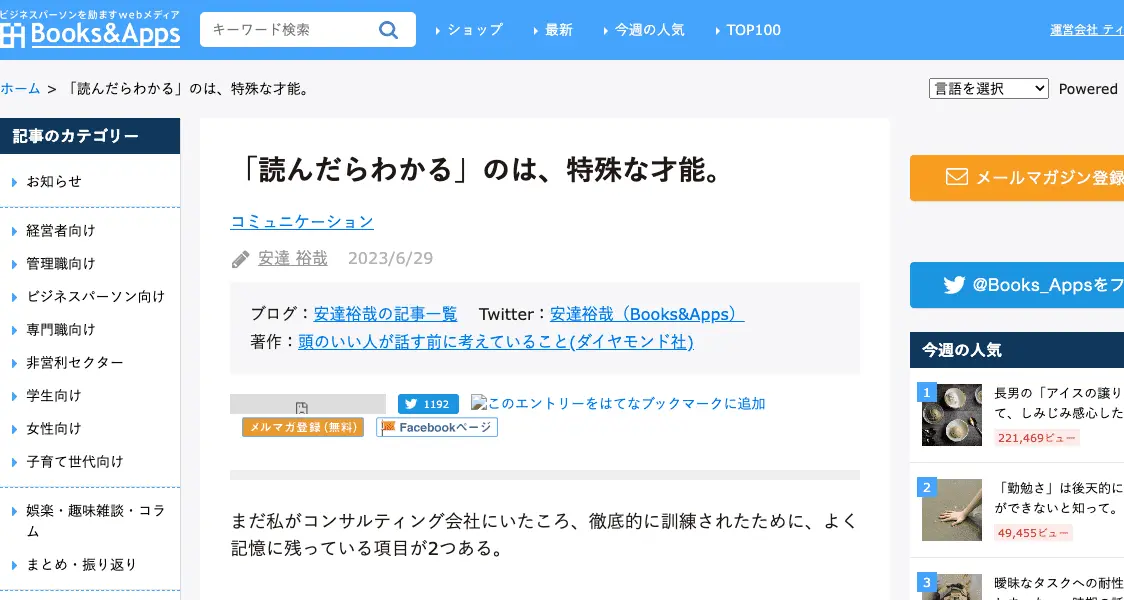 ビジネスパーソンを励ますwebメディア
Books&Apps
キーワード検索
ショップ
最新
今週の人気
TOP100
運営会社 ティ
ホーム > 「読んだらわかる」のは、特殊な才能。
言語を選択
Powered
記事のカテゴリー
お知らせ
経営者向け
管理職向け
ビジネスパーソン向け
専門職向け
非営利セクター
学生向け
女性向け
子育て世代向け
娯楽・趣味雑談・コラ
ム
まとめ・振り返り
「読んだらわかる」のは、特殊な才能。
コミュニケーション
安達 裕哉 2023/6/29
ブログ：安達裕哉の記事一覧 Twitter：安達裕哉（Books&Apps）
著作：頭のいい人が話す前に考えていること(ダイヤモンド社)
1192 このエントリーをはてなブックマークに追加
メルマガ登録(無料) Facebookページ
まだ私がコンサルティング会社にいたころ、徹底的に訓練されたために、よく
記憶に残っている項目が2つある。
メールマガジン登録
@Books_Appsをフ
今週の人気
1
長男の「アイスの譲り
て、しみじみ感心した
221,469ビュー
2
「勤勉さ」は後天的に
ができないと知って。
49,455ビュー
3
曖昧なタスクへの耐性